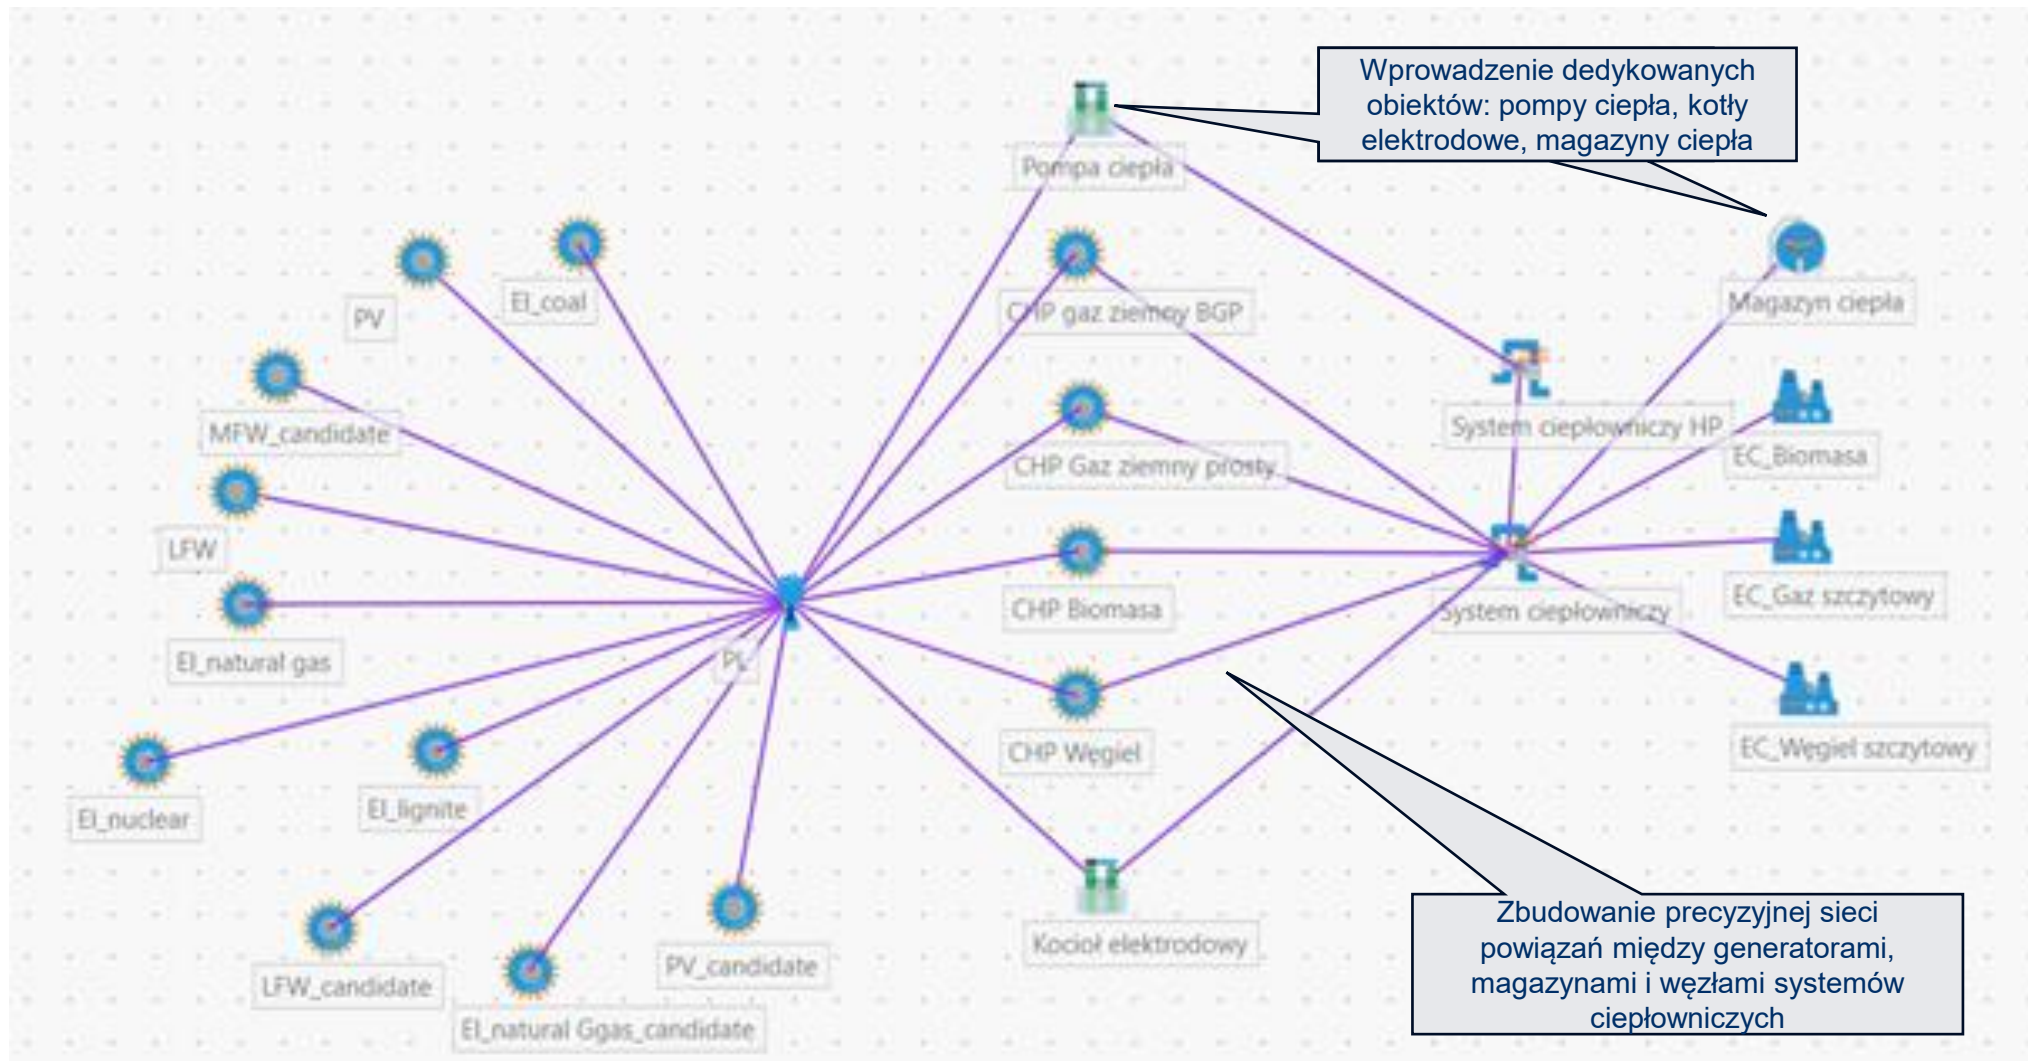 Wprowadzenie dedykowanych
obiektów: pompy ciepła, kotły
elektrodowe, magazyny ciepła
Pompa ciepła
PV
El_coal
CHP gaz ziemny BGP
Magazyn ciepła
MFW_candidate
System ciepłowniczy HP
CHP Gaz ziemny prosty
EC_Biomasa
LFW
CHP Biomasa
System ciepłowniczy
EC_Gaz szczytowy
El_natural gas
PL
CHP Węgiel
EC_Węgiel szczytowy
El_nuclear
El_lignite
Kocioł elektrodowy
PV_candidate
LFW_candidate
El_natural Ggas_candidate
Zbudowanie precyzyjnej sieci
powiązań między generatorami,
magazynami i węzłami systemów
ciepłowniczych